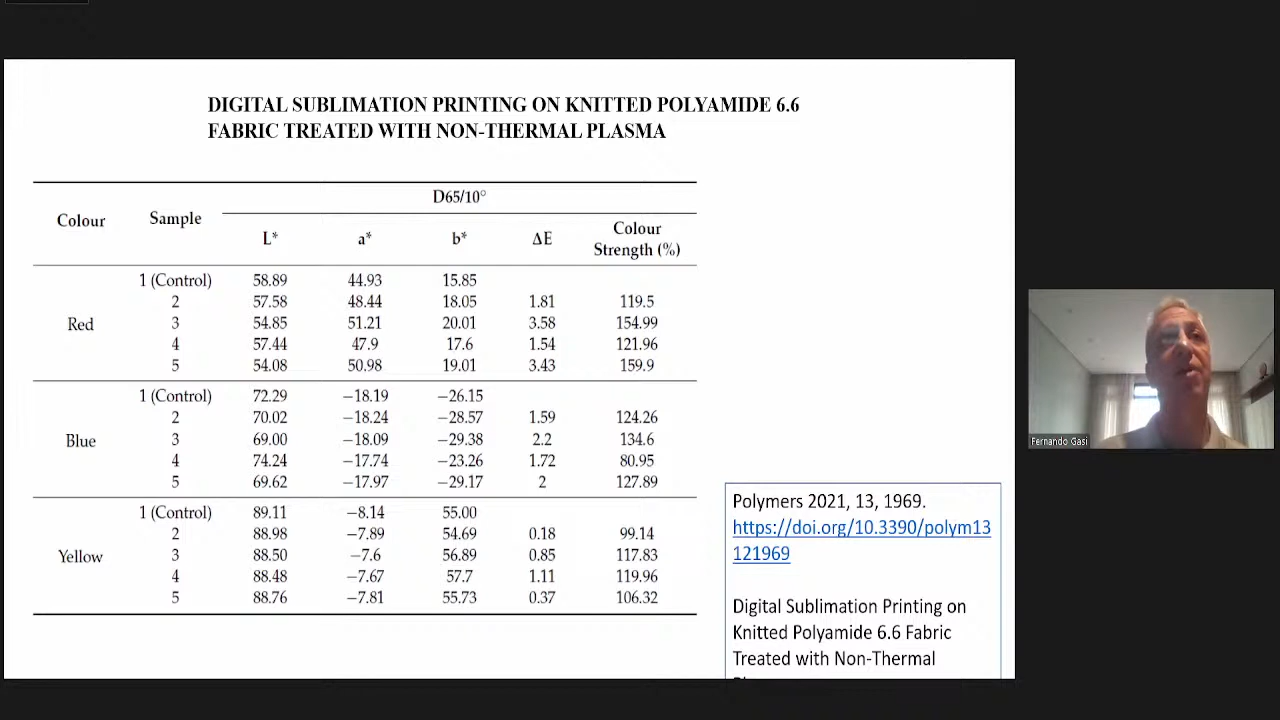 DIGITAL SUBLIMATION PRINTING ON KNITTED POLYAMIDE 6.6
FABRIC TREATED WITH NON-THERMAL PLASMA
Colour Sample D65/10°
L* a* b* ΔE Colour Strength (%)
Red
1 (Control) 58.89 44.93 15.85
2 57.58 48.44 18.05 1.81 119.5
3 54.85 51.21 20.01 3.58 154.99
4 57.44 47.9 17.6 1.54 121.96
5 54.08 50.98 19.01 3.43 159.9
Blue
1 (Control) 72.29 −18.19 −26.15
2 70.02 −18.24 −28.57 1.59 124.26
3 69.00 −18.09 −29.38 2.2 134.6
4 74.24 −17.74 −23.26 1.72 80.95
5 69.62 −17.97 −29.17 2 127.89
Yellow
1 (Control) 89.11 −8.14 55.00
2 88.98 −7.89 54.69 0.18 99.14
3 88.50 −7.6 56.89 0.85 117.83
4 88.48 −7.67 57.7 1.11 119.96
5 88.76 −7.81 55.73 0.37 106.32
Polymers 2021, 13, 1969.
https://doi.org/10.3390/polym13
121969
Digital Sublimation Printing on
Knitted Polyamide 6.6 Fabric
Treated with Non-Thermal
Fernando Gasi